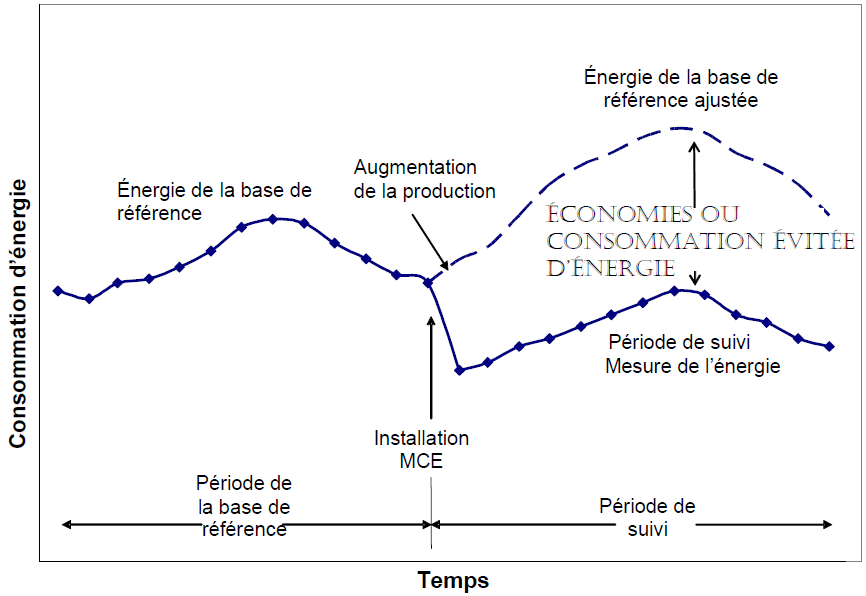 Énergie de la base de
référence ajustée
Augmentation
de la production
Énergie de la base de
référence
ÉCONOMIES OU
CONSOMMATION ÉVITÉE
D'ÉNERGIE
Période de suivi
Mesure de l'énergie
Installation
MCE
Période de
la base de
référence
Période de
suivi
Consommation d'énergie
Temps